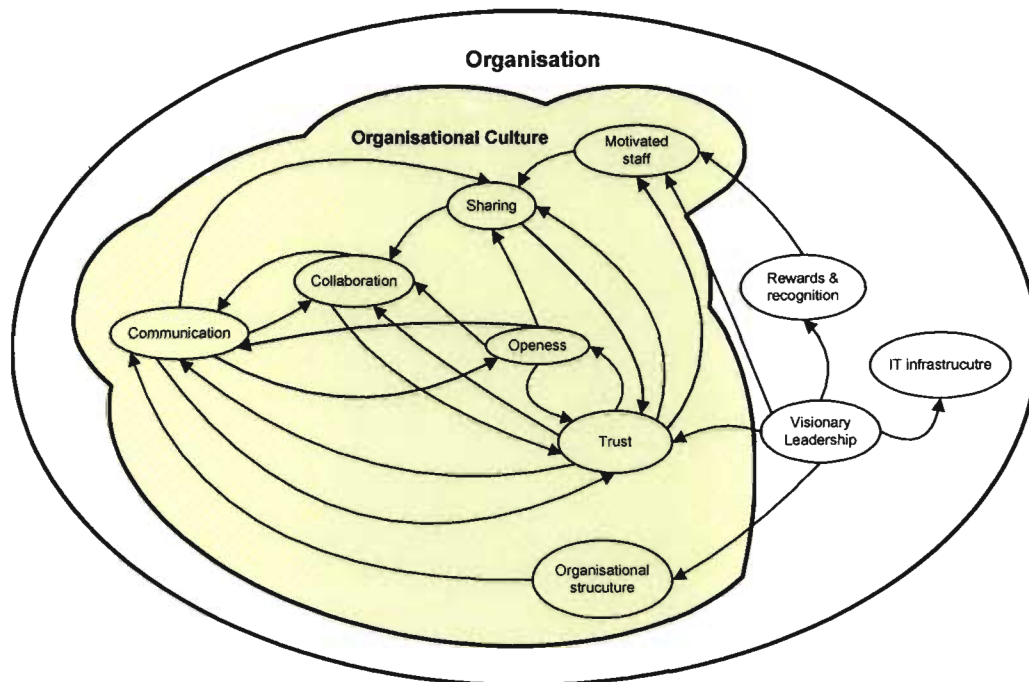 Organisation
Organisational Culture
Motivated
staff
Sharing
Collaboration
Rewards &
recognition
Communication
Openess
IT infrastrucutre
Visionary
Leadership
Trust
Organisational
strucuture